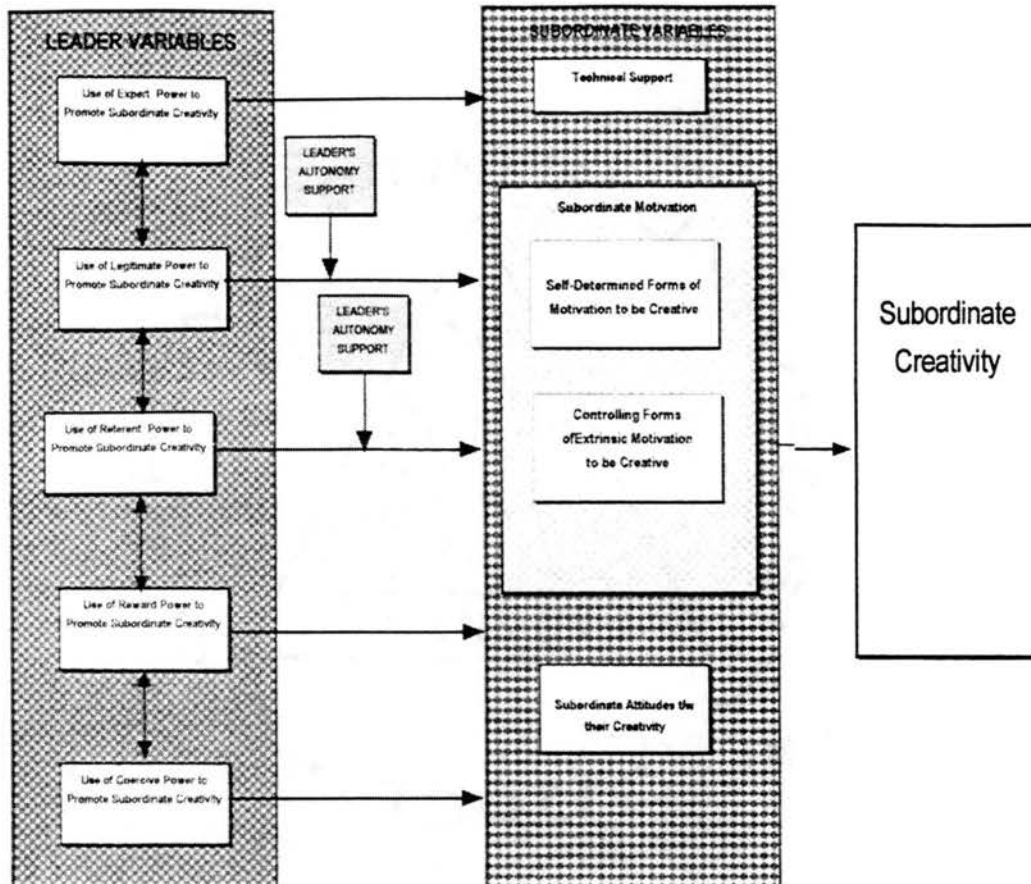 LEADER VARIABLES
Use of Expert Power to
Promote Subordinate Creativity
LEADER'S
AUTONOMY
SUPPORT
Use of Legitimate Power to
Promote Subordinate Creativity
LEADER'S
AUTONOMY
SUPPORT
Use of Referent Power to
Promote Subordinate Creativity
Use of Reward Power to
Promote Subordinate Creativity
Use of Coercive Power to
Promote Subordinate Creativity
SUBORDINATE VARIABLES
Technical Support
Subordinate Motivation
Self-Determined Forms of
Motivation to be Creative
Controlling Forms
of Extrinsic Motivation
to be Creative
Subordinate Attitudes tw
their Creativity
Subordinate
Creativity